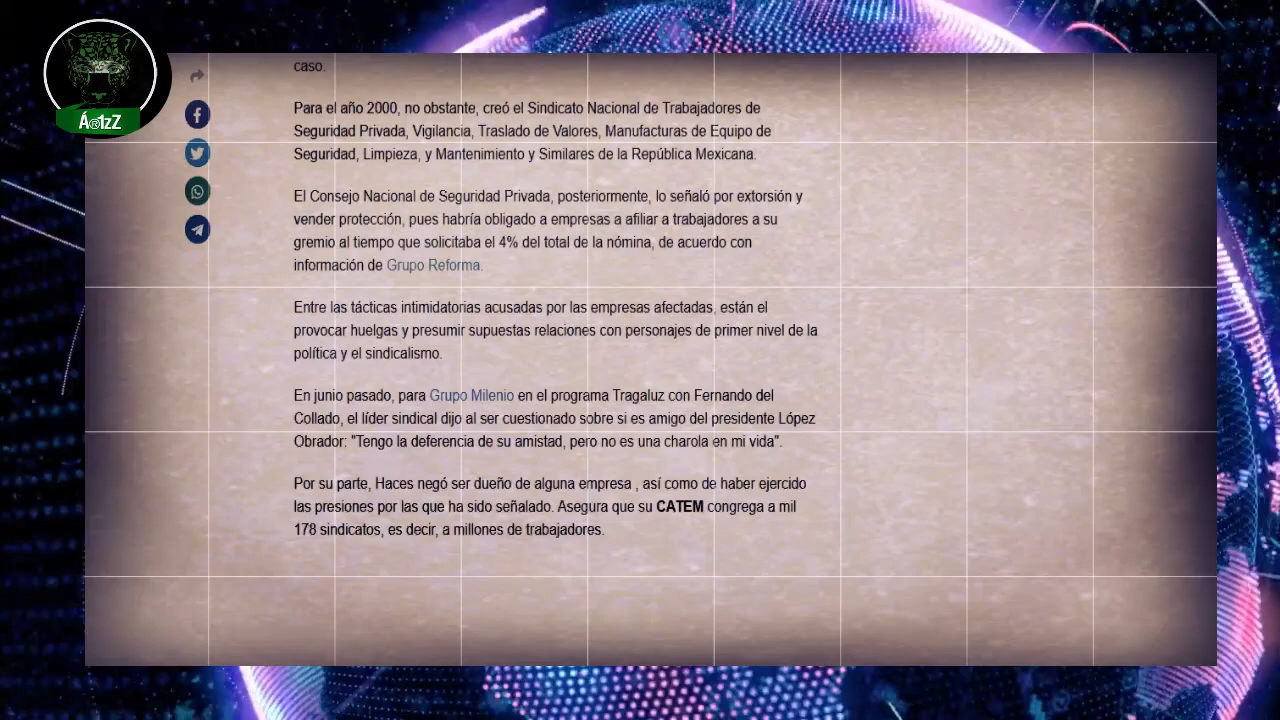 Á®1zZ
caso.
Para el año 2000, no obstante, creó el Sindicato Nacional de Trabajadores de
Seguridad Privada, Vigilancia, Traslado de Valores, Manufacturas de Equipo de
Seguridad, Limpieza, y Mantenimiento y Similares de la República Mexicana.
El Consejo Nacional de Seguridad Privada, posteriormente, lo señaló por extorsión y
vender protección, pues habría obligado a empresas a afiliar a trabajadores a su
gremio al tiempo que solicitaba el 4% del total de la nómina, de acuerdo con
información de Grupo Reforma.
Entre las tácticas intimidatorias acusadas por las empresas afectadas, están el
provocar huelgas y presumir supuestas relaciones con personajes de primer nivel de la
política y el sindicalismo.
En junio pasado, para Grupo Milenio en el programa Tragaluz con Fernando del
Collado, el líder sindical dijo al ser cuestionado sobre si es amigo del presidente López
Obrador: "Tengo la deferencia de su amistad, pero no es una charola en mi vida".
Por su parte, Haces negó ser dueño de alguna empresa , así como de haber ejercido
las presiones por las que ha sido señalado. Asegura que su CATEM congrega a mil
178 sindicatos, es decir, a millones de trabajadores.